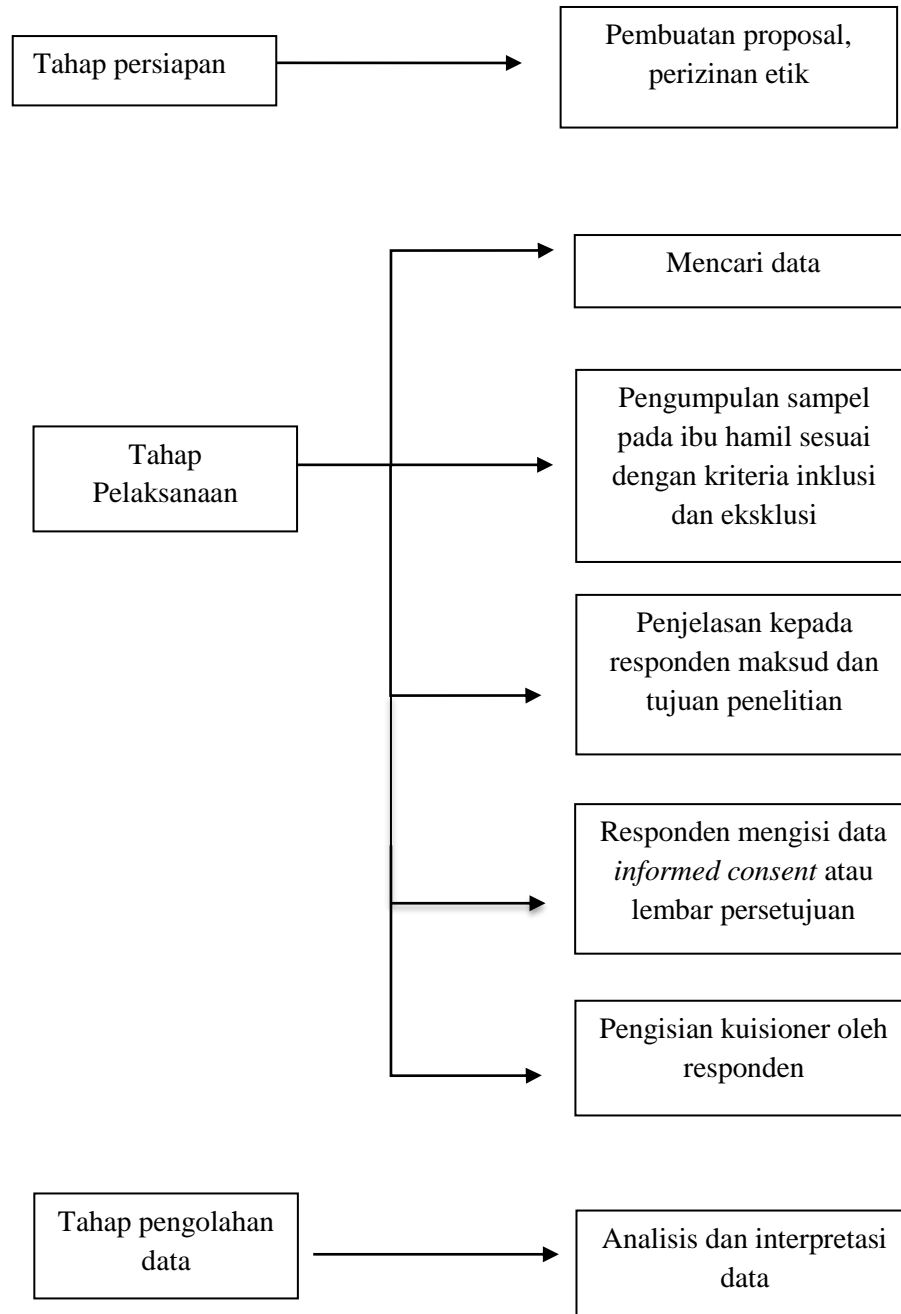 Tahap persiapan
Pembuatan proposal,
perizinan etik
Mencari data
Tahap
Pelaksanaan
Pengumpulan sampel
pada ibu hamil sesuai
dengan kriteria inklusi
dan eksklusi
Penjelasan kepada
responden maksud dan
tujuan penelitian
Responden mengisi data
informed consent atau
lembar persetujuan
Pengisian kuisioner oleh
responden
Tahap pengolahan
data
Analisis dan interpretasi
data